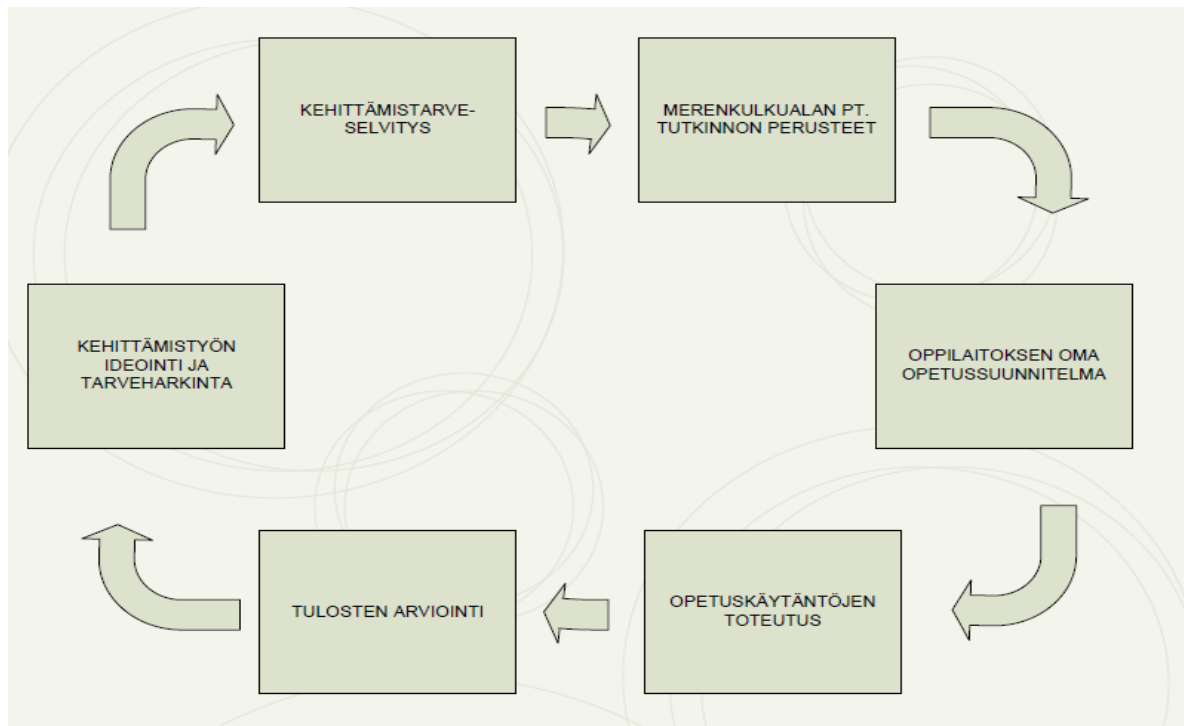 KEHITTÄMISTARVE-
SELVITYS
MERENKULKUALAN PT.
TUTKINNON PERUSTEET
KEHITTÄMISTYÖN
IDEOINTI JA
TARVEHARKINTA
OPPILAITOKSEN OMA
OPETUSSUUNNITELMA
TULOSTEN ARVIOINTI
OPETUSKÄYTÄNTÖJEN
TOTEUTUS